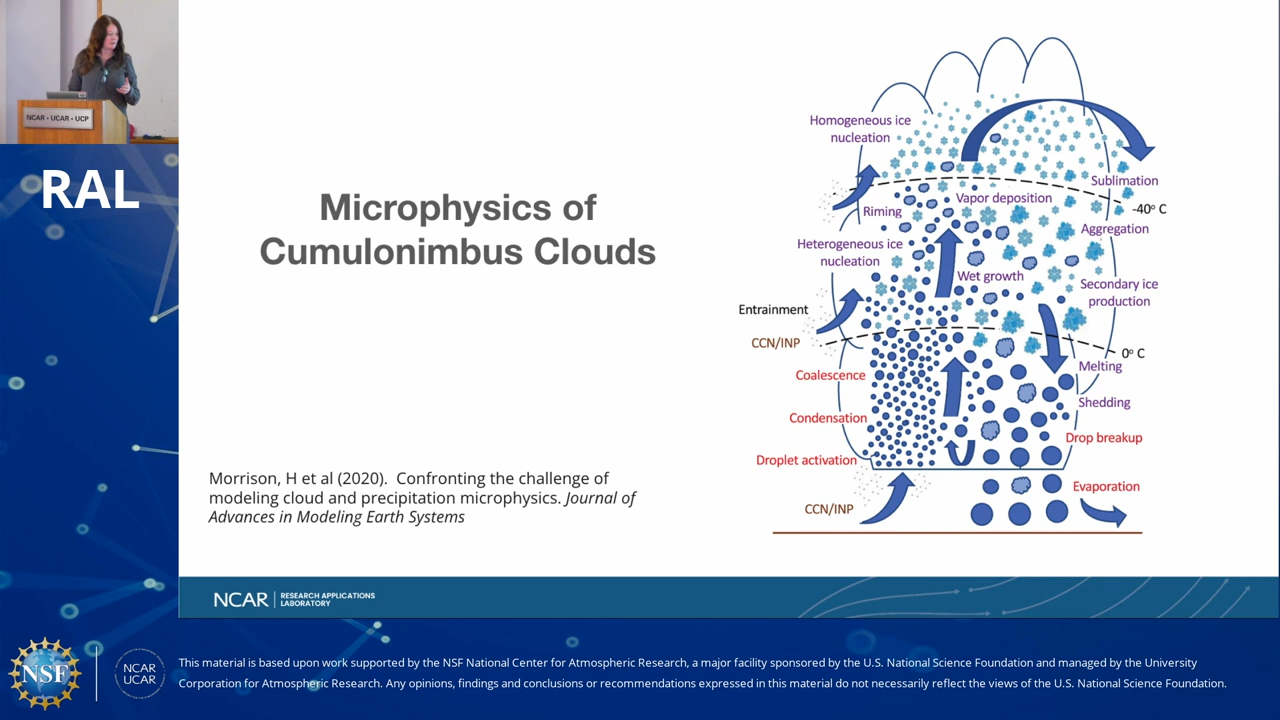 NCAR • UCAR • UCP
RAL
Microphysics of
Cumulonimbus Clouds
Morrison, H et al (2020). Confronting the challenge of
modeling cloud and precipitation microphysics. Journal of
Advances in Modeling Earth Systems
Homogeneous ice
nucleation
Sublimation
-40° C
Riming
Vapor deposition
Aggregation
Heterogeneous ice
nucleation
Wet growth
Secondary ice
production
Entrainment
CCN/INP
0° C
Melting
Coalescence
Shedding
Condensation
Drop breakup
Droplet activation
Evaporation
CCN/INP
NCAR
RESEARCH APPLICATIONS
LABORATORY
NSF
NCAR
UCAR
This material is based upon work supported by the NSF National Center for Atmospheric Research, a major facility sponsored by the U.S. National Science Foundation and managed by the University
Corporation for Atmospheric Research. Any opinions, findings and conclusions or recommendations expressed in this material do not necessarily reflect the views of the U.S. National Science Foundation.